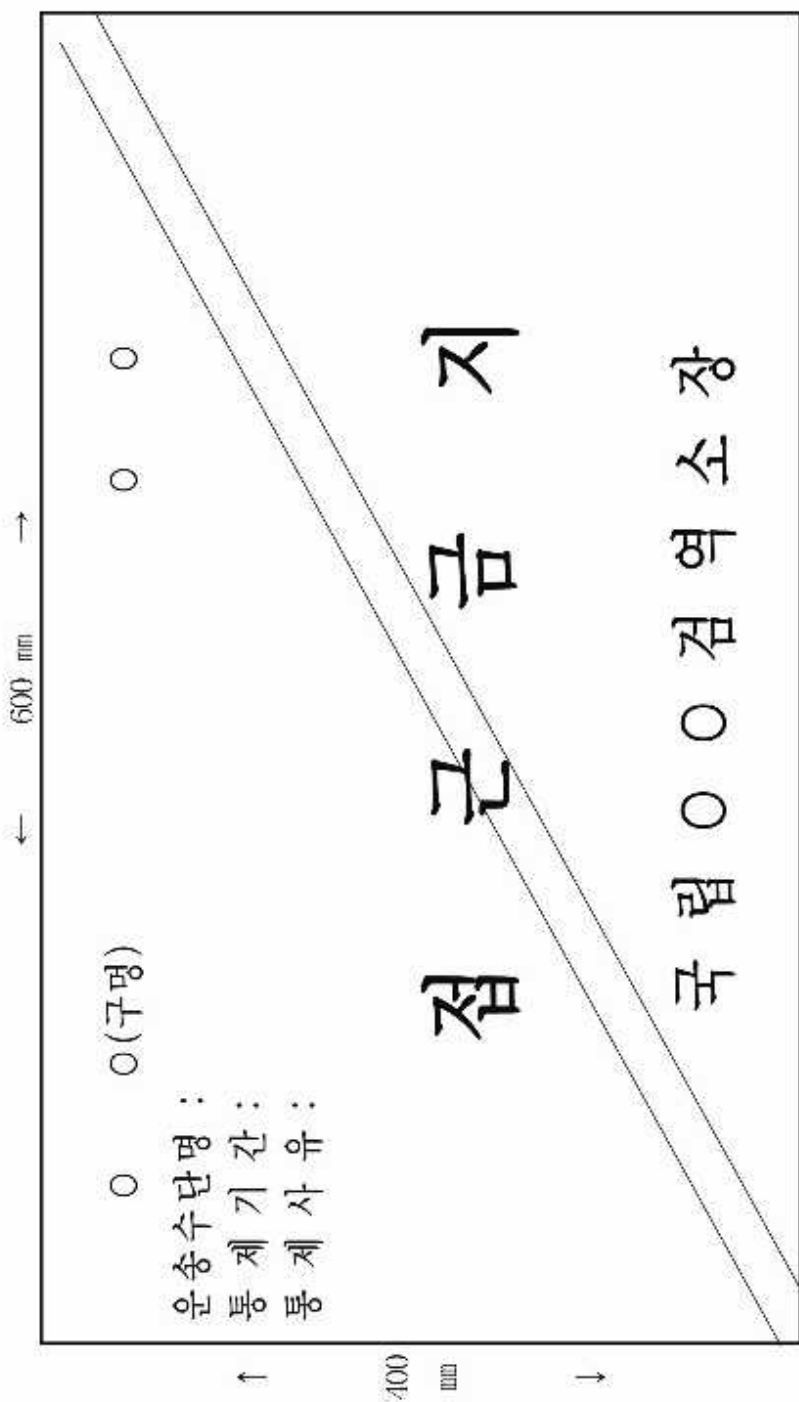 ← 600 mm →
○ ○(구멍) ○ ○
운송수단명 :
통 제 기 간 :
통 제 사 유 :
접 근 금 지
국 립 ○ ○ 검 역 소 장
↑
400
mm
↓